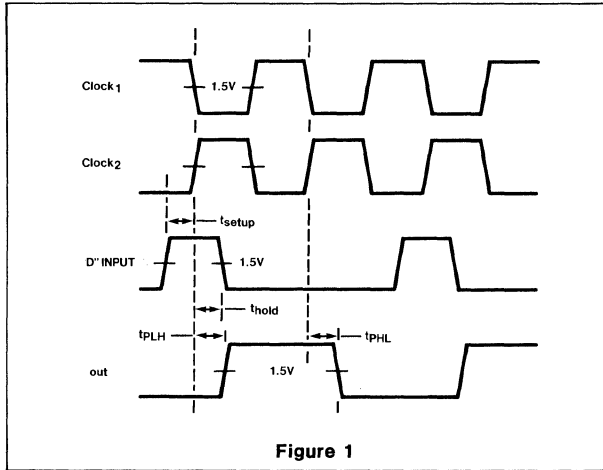 Clock1
1.5V
Clock2
tsetup
D" INPUT
1.5V
thold
tPLH
tPHL
out
1.5V
Figure 1